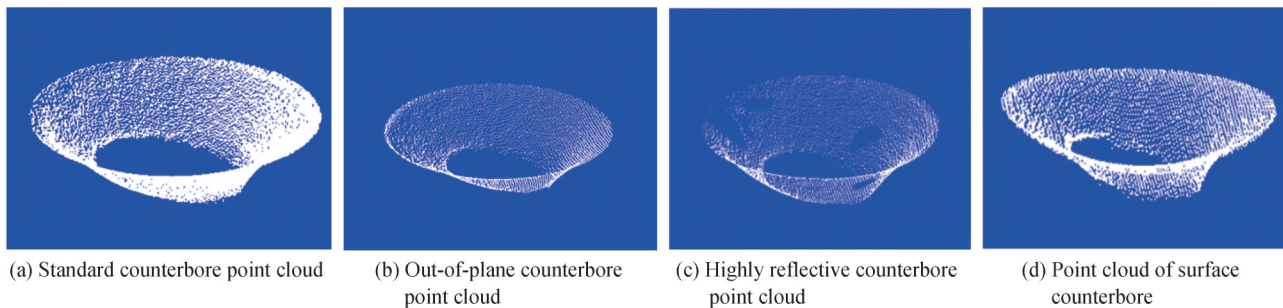 (a) Standard counterbore point cloud
(b) Out-of-plane counterbore
point cloud
(c) Highly reflective counterbore
point cloud
(d) Point cloud of surface
counterbore